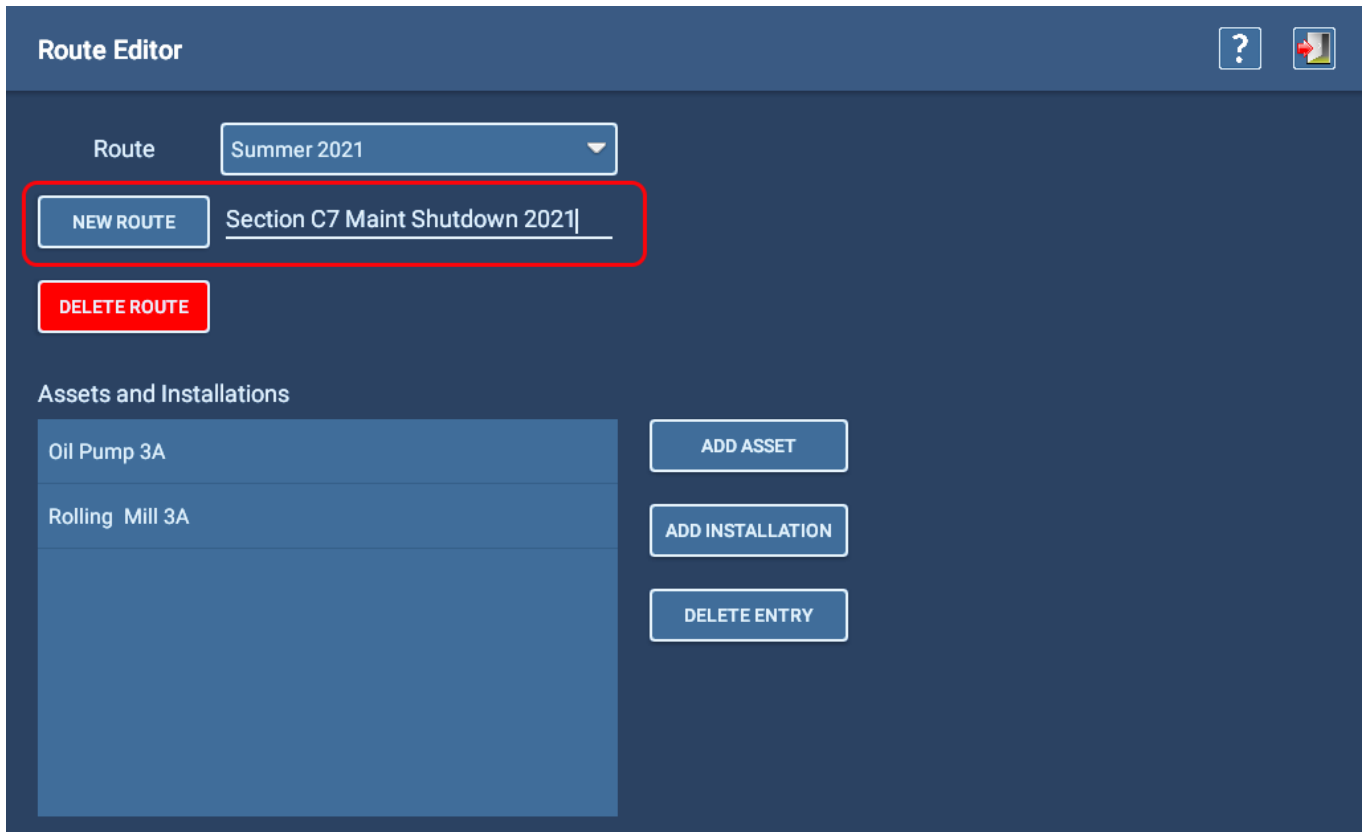 Route Editor
?
Route
Summer 2021
NEW ROUTE
Section C7 Maint Shutdown 2021
DELETE ROUTE
Assets and Installations
Oil Pump 3A
Rolling  Mill 3A
ADD ASSET
ADD INSTALLATION
DELETE ENTRY